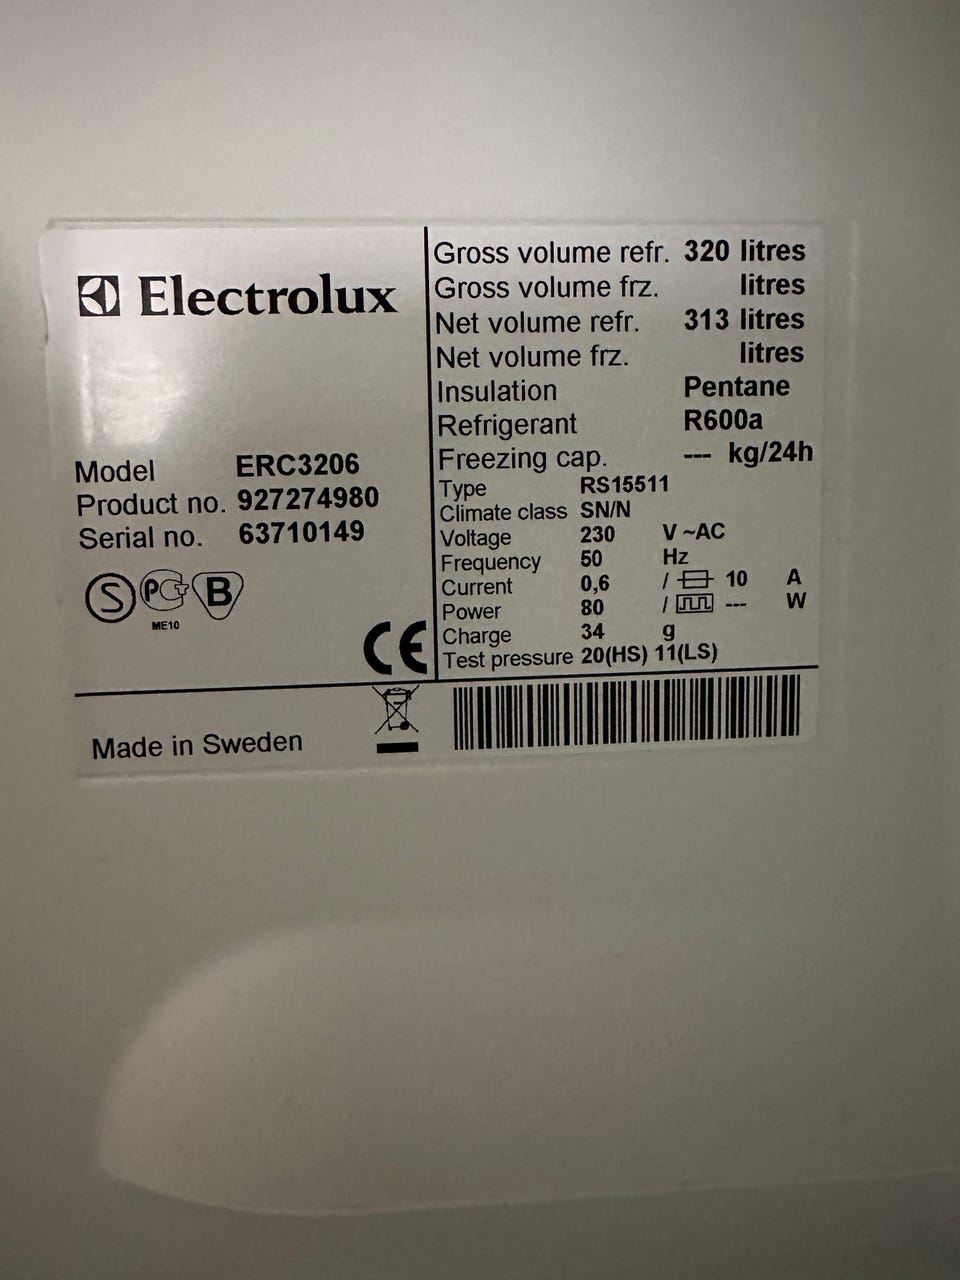 Electrolux
Model ERC3206
Product no. 927274980
Serial no. 63710149
S PG B
ME10
CE
Gross volume refr. 320 litres
Gross volume frz. litres
Net volume refr. 313 litres
Net volume frz. litres
Insulation Pentane
Refrigerant R600a
Freezing cap. --- kg/24h
Type RS15511
Climate class SN/N
Voltage 230 V ~AC
Frequency 50 Hz
Current 0,6 / 10 A
Power 80 / --- W
Charge 34 g
Test pressure 20(HS) 11(LS)
Made in Sweden